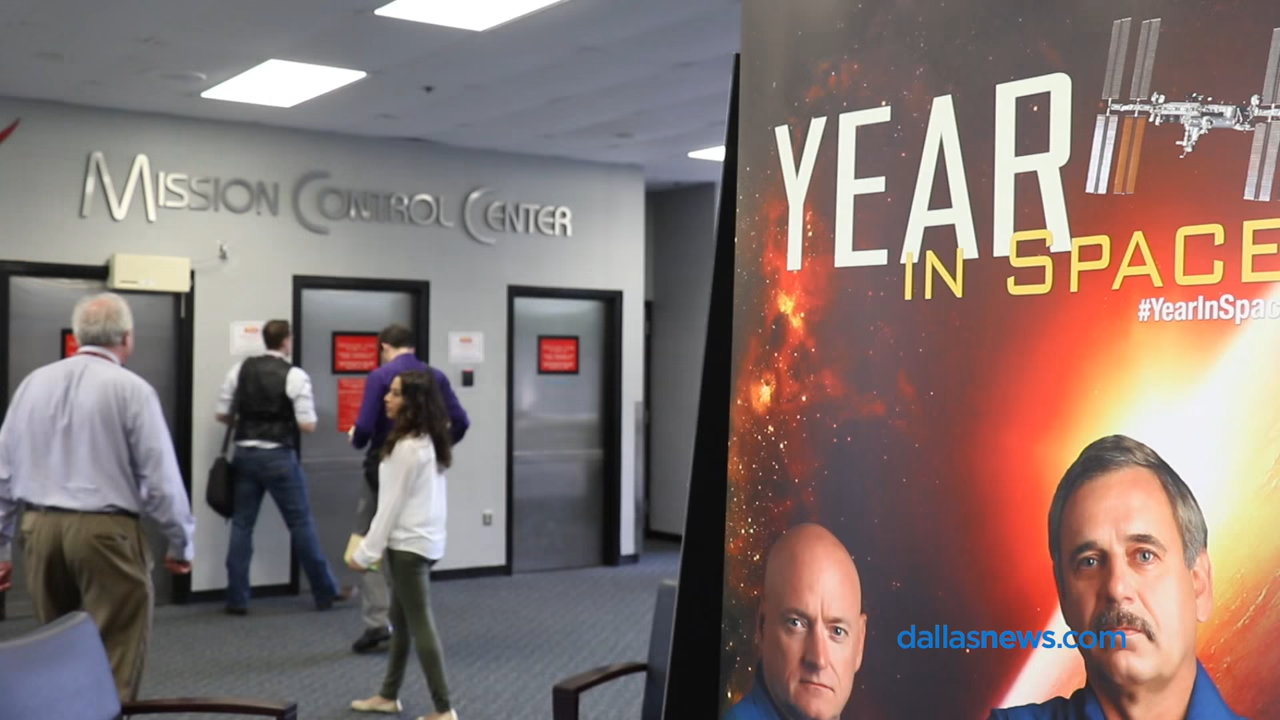 MISSION CONTROL CENTER
YEAR
IN SPACE
#YearInSpac
dallasnews.com